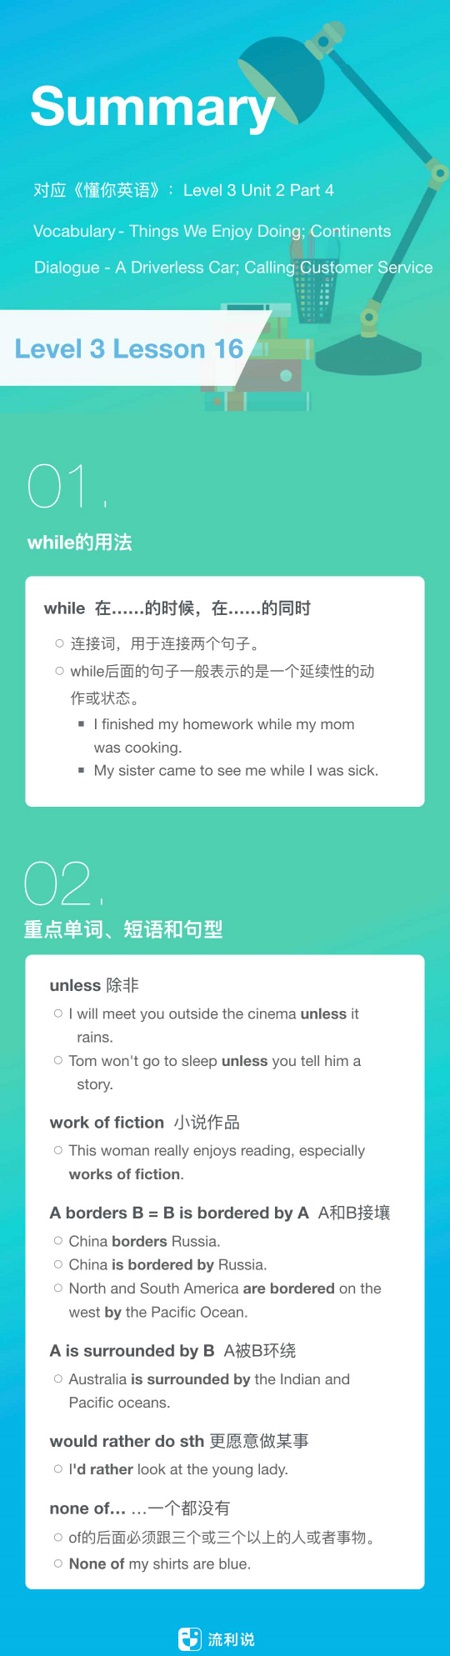 Summary
对应《懂你英语》：Level 3 Unit 2 Part 4
Vocabulary - Things We Enjoy Doing; Continents
Dialogue - A Driverless Car; Calling Customer Service
Level 3 Lesson 16
01.
while的用法
while 在……的时候，在……的同时
○ 连接词，用于连接两个句子。
○ while后面的句子一般表示的是一个延续性的动
作或状态。
▪ I finished my homework while my mom
was cooking.
▪ My sister came to see me while I was sick.
02.
重点单词、短语和句型
unless 除非
○ I will meet you outside the cinema unless it
rains.
○ Tom won't go to sleep unless you tell him a
story.
work of fiction 小说作品
○ This woman really enjoys reading, especially
works of fiction.
A borders B = B is bordered by A A和B接壤
○ China borders Russia.
○ China is bordered by Russia.
○ North and South America are bordered on the
west by the Pacific Ocean.
A is surrounded by B A被B环绕
○ Australia is surrounded by the Indian and
Pacific oceans.
would rather do sth 更愿意做某事
○ I'd rather look at the young lady.
none of... …一个都没有
○ of的后面必须跟三个或三个以上的人或者事物。
○ None of my shirts are blue.
流利说